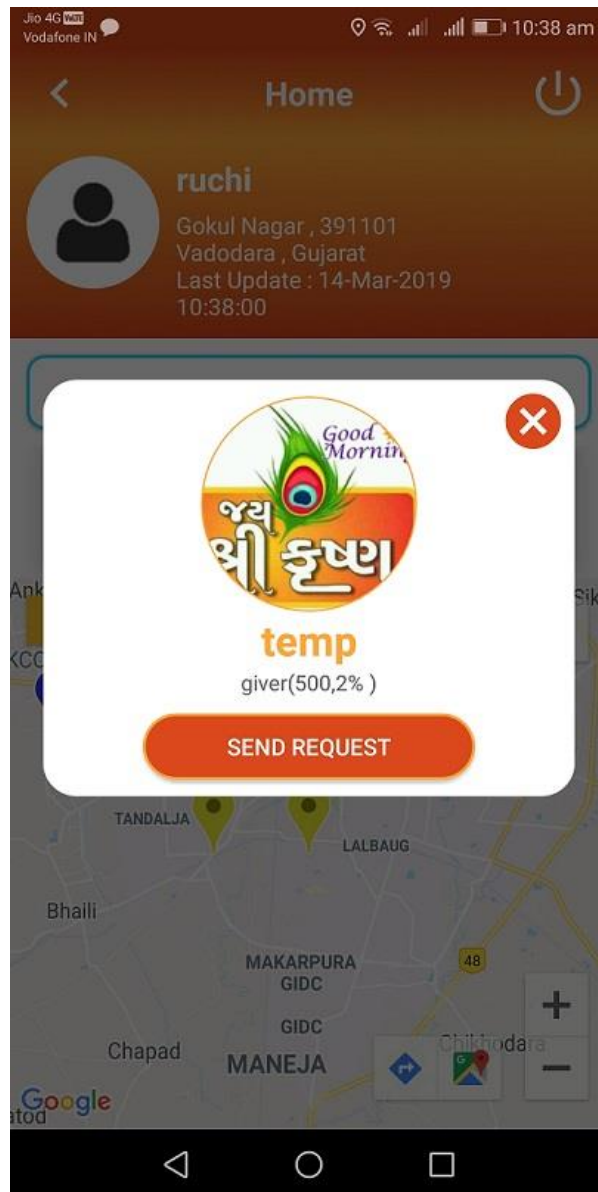 Jio 4G VoLTE
Vodafone IN
10:38 am
Home
ruchi
Gokul Nagar , 391101
Vadodara , Gujarat
Last Update : 14-Mar-2019
10:38:00
Good
Mornin
જય
શ્રી કૃષ્ણ
Ank
Sik
KCC
temp
giver(500,2% )
SEND REQUEST
TANDALJA
LALBAUG
Bhaili
MAKARPURA
GIDC
48
GIDC
Chapad
MANEJA
Chikhodara
Google
atod